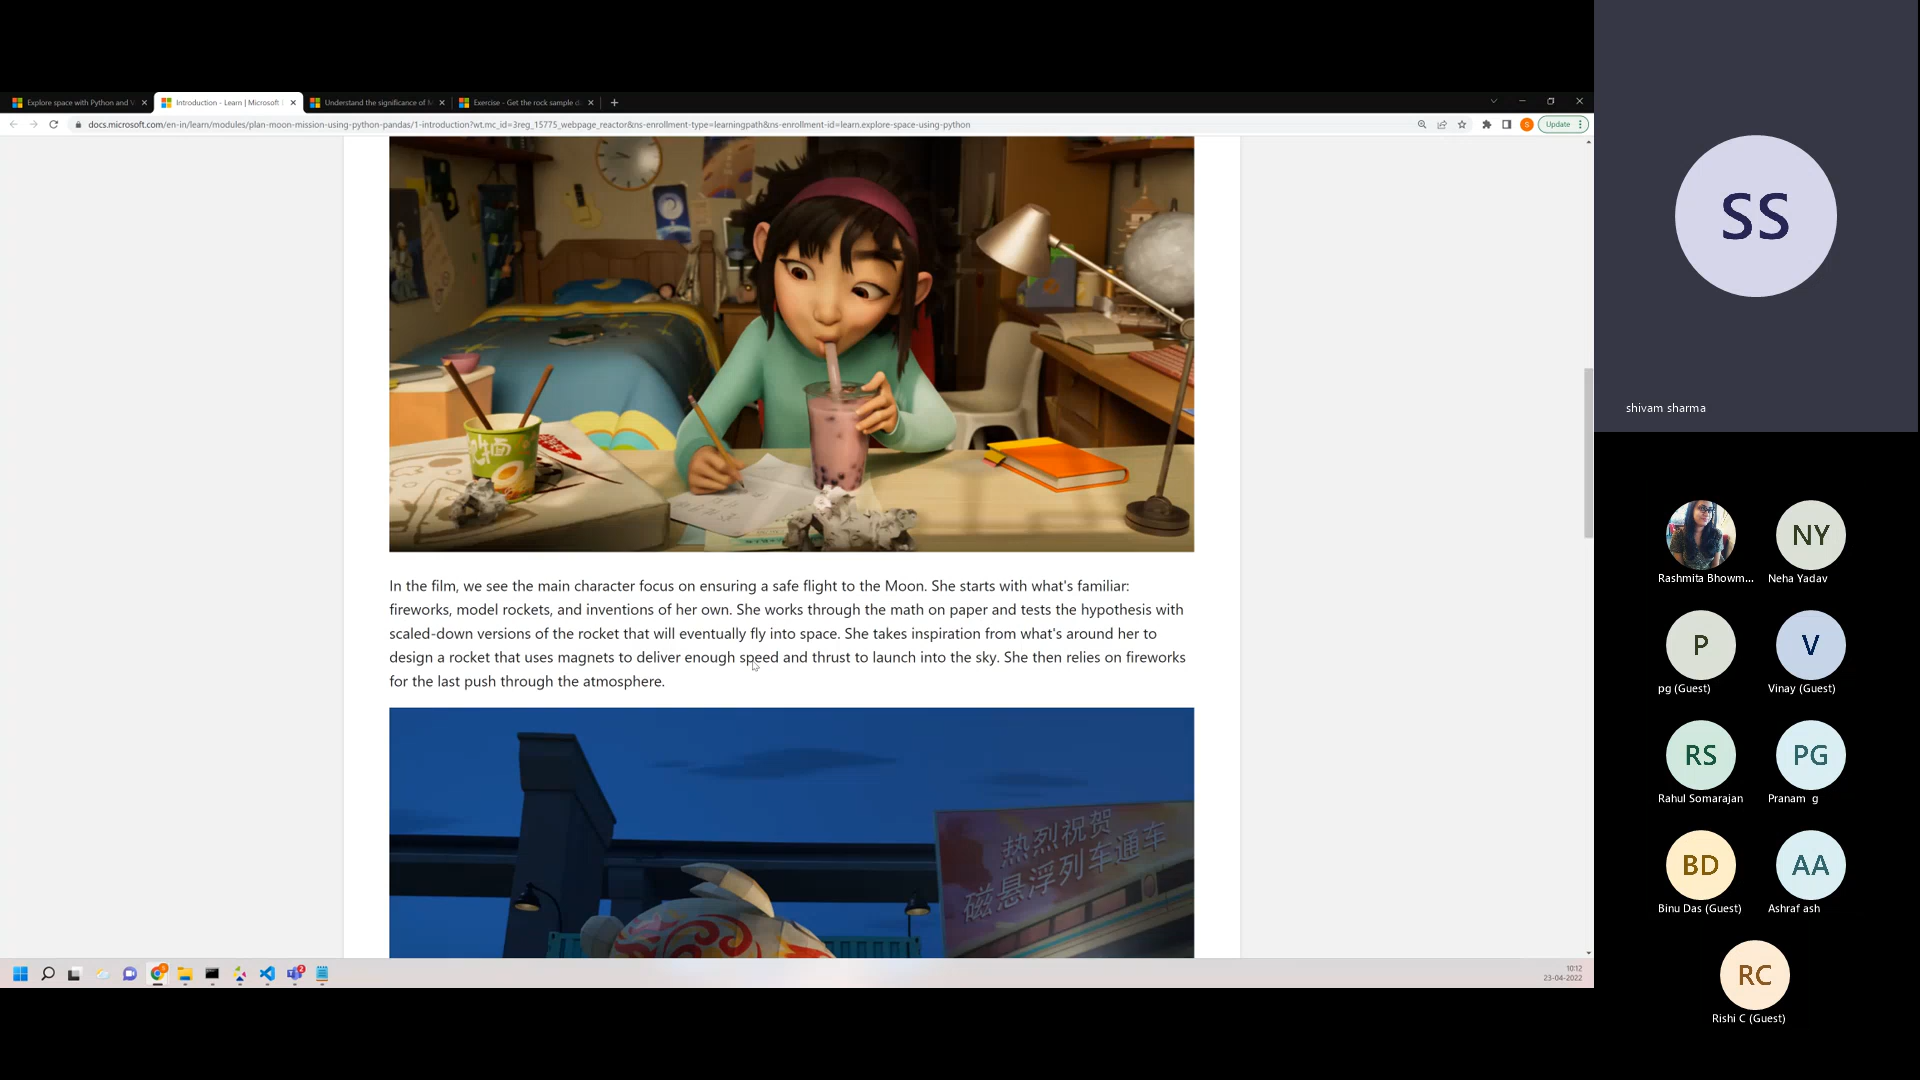 Explore space with Python and V
Introduction - Learn | Microsoft
Understand the significance of M
Exercise - Get the rock sample d
docs.microsoft.com/en-in/learn/modules/plan-moon-mission-using-python-pandas/1-introduction?wt.mc_id=3reg_15775_webpage_reactor&ns-enrollment-type=learningpath&ns-enrollment-id=learn.explore-space-using-python
S
Update
In the film, we see the main character focus on ensuring a safe flight to the Moon. She starts with what's familiar:
fireworks, model rockets, and inventions of her own. She works through the math on paper and tests the hypothesis with
scaled-down versions of the rocket that will eventually fly into space. She takes inspiration from what's around her to
design a rocket that uses magnets to deliver enough speed and thrust to launch into the sky. She then relies on fireworks
for the last push through the atmosphere.
热烈祝贺
磁悬浮列车通车
10:12
23-04-2022
SS
shivam sharma
Rashmita Bhowm...
NY
Neha Yadav
P
pg (Guest)
V
Vinay (Guest)
RS
Rahul Somarajan
PG
Pranam g
BD
Binu Das (Guest)
AA
Ashraf ash
RC
Rishi C (Guest)